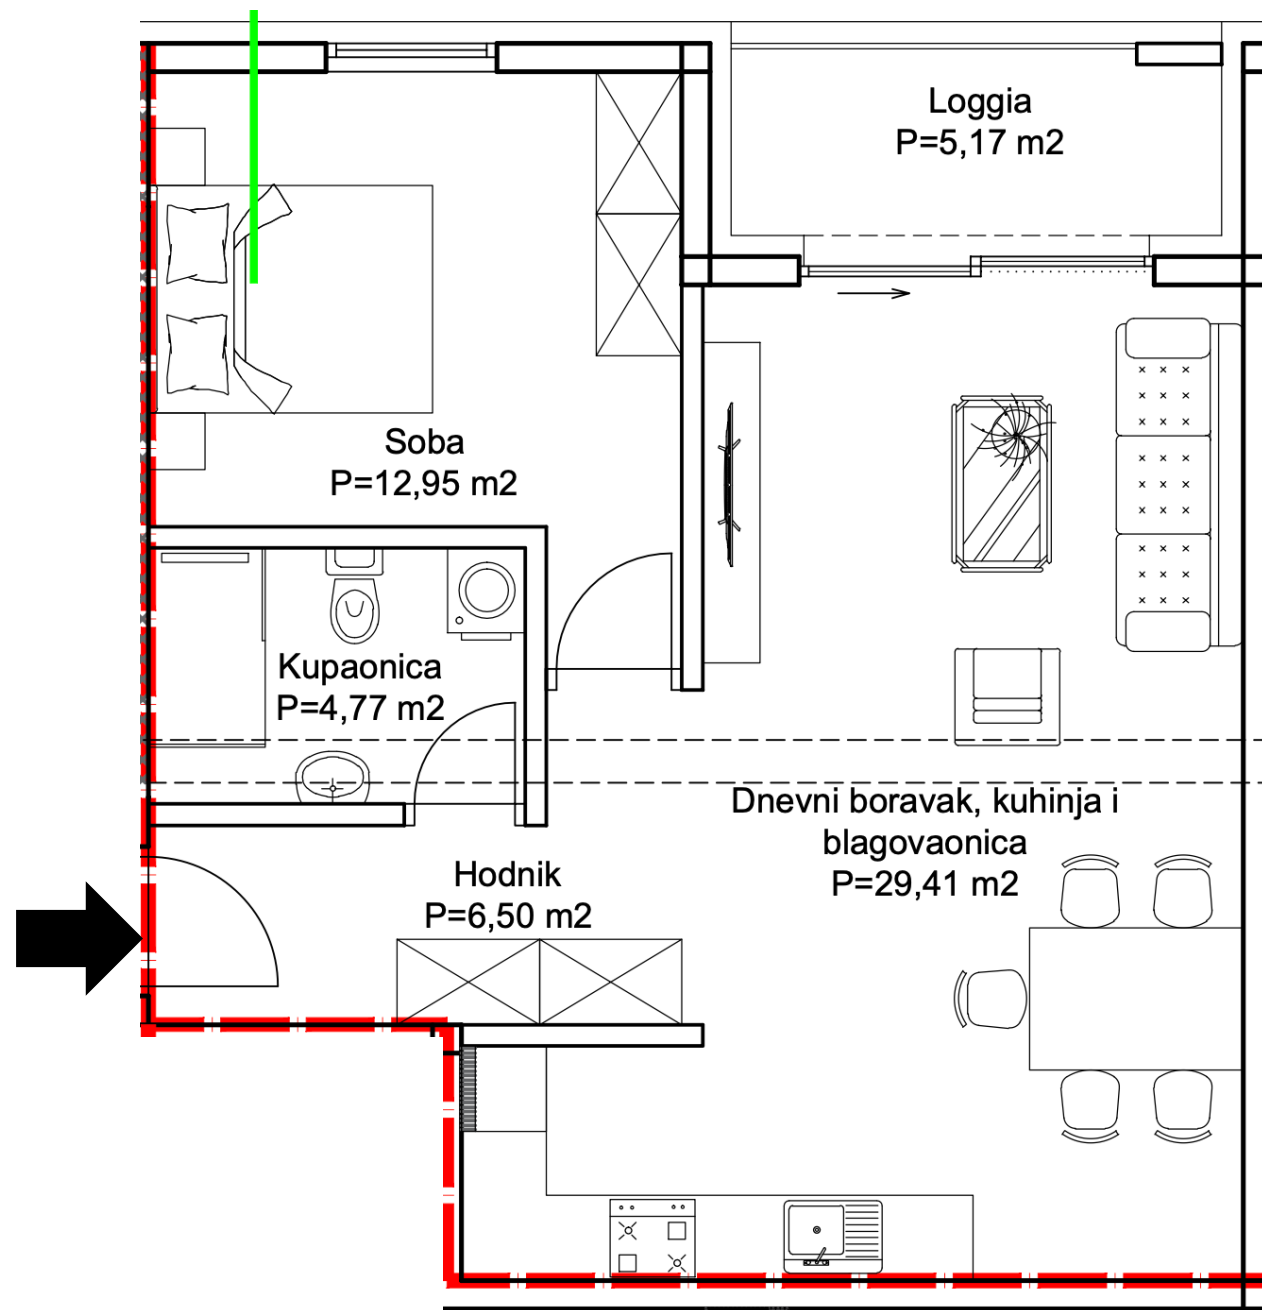 Loggia
P=5,17 m2
Soba
P=12,95 m2
Kupaonica
P=4,77 m2
Dnevni boravak, kuhinja i
blagovaonica
P=29,41 m2
Hodnik
P=6,50 m2